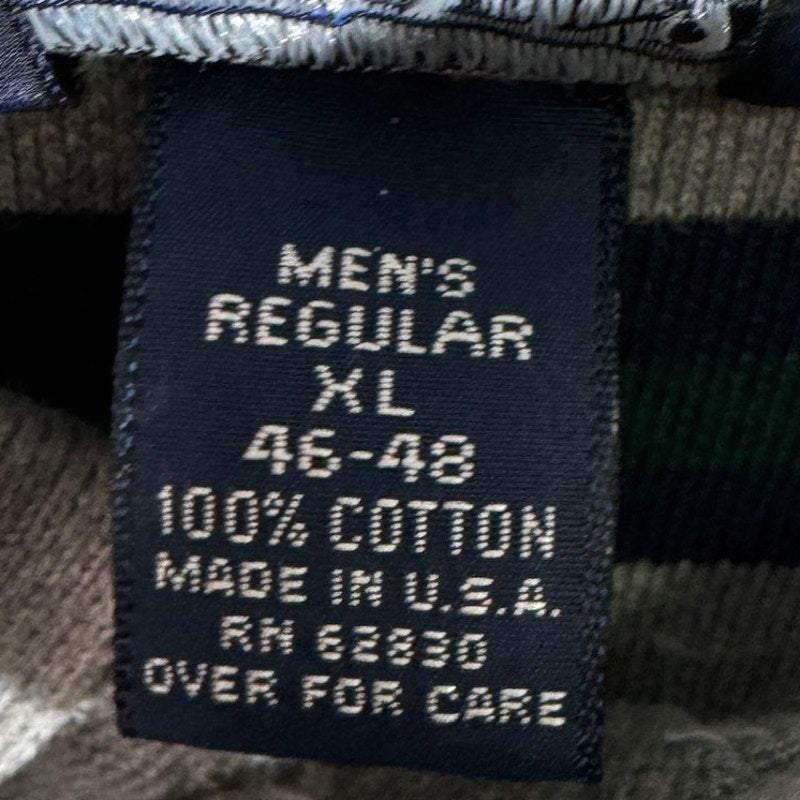 MEN'S
REGULAR
XL
46-48
100% COTTON
MADE IN U.S.A.
RN 62830
OVER FOR CARE